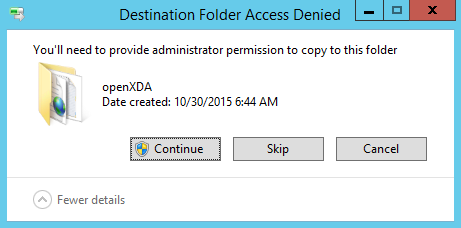 Destination Folder Access Denied
You'll need to provide administrator permission to copy to this folder
openXDA
Date created: 10/30/2015 6:44 AM
Continue
Skip
Cancel
Fewer details